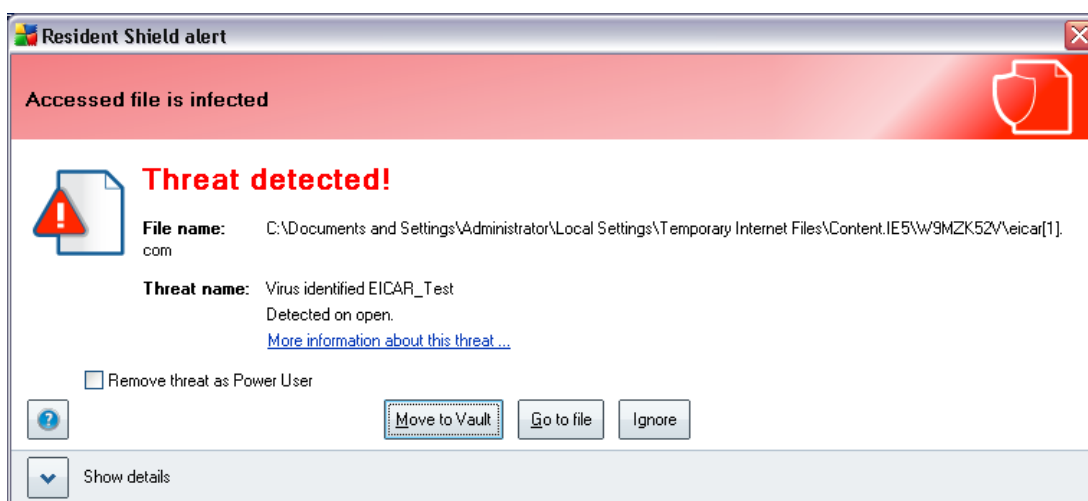 Resident Shield alert
Accessed file is infected
Threat detected!
File name: C:\Documents and Settings\Administrator\Local Settings\Temporary Internet Files\Content.IE5\W9MZK52V\eicar[1].
com
Threat name: Virus identified EICAR_Test
Detected on open.
More information about this threat ...
Remove threat as Power User
Move to Vault Go to file Ignore
Show details